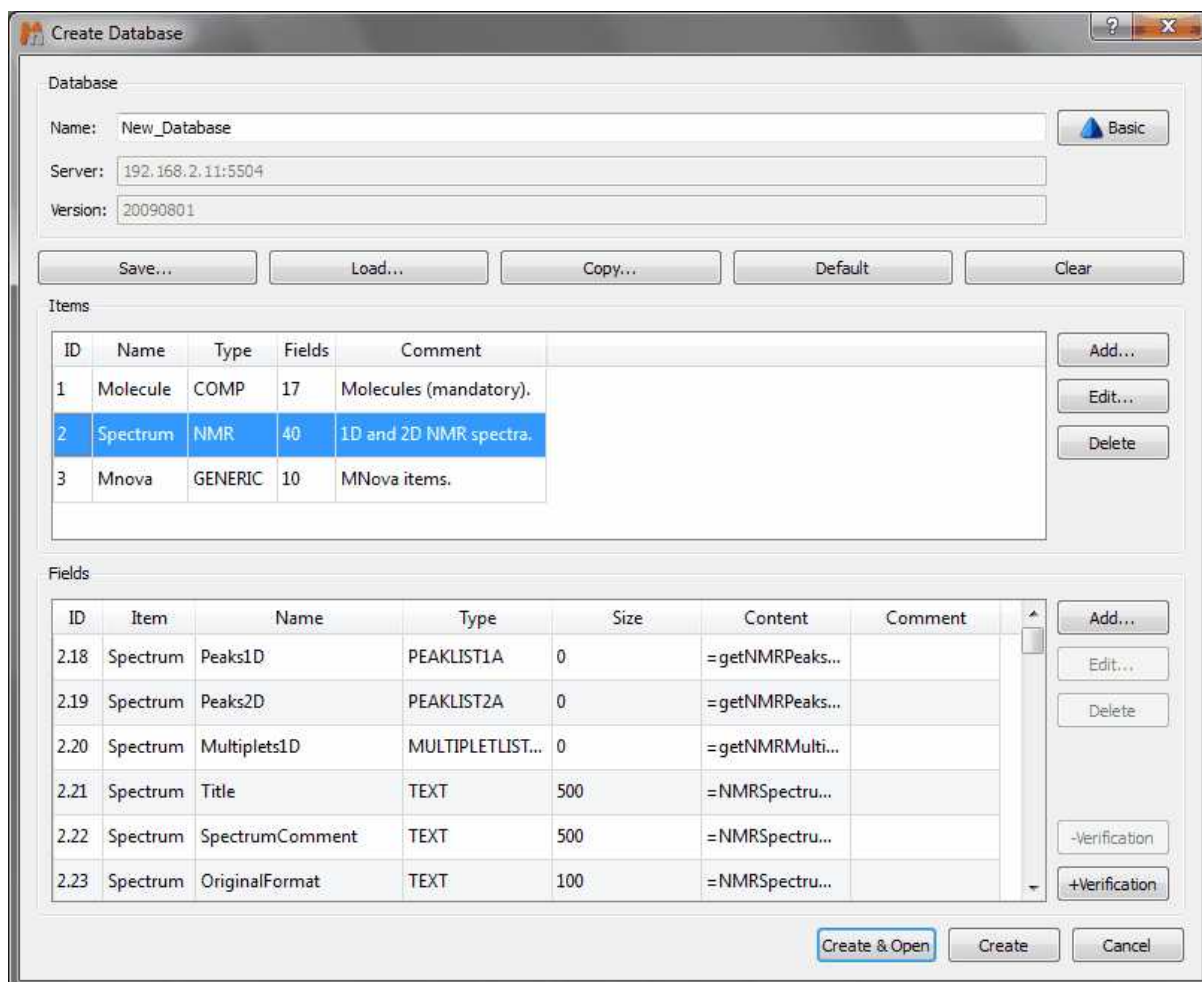 Create Database
?
X
Database
Name: New_Database Basic
Server: 192.168.2.11:5504
Version: 20090801
Save... Load... Copy... Default Clear
Items
ID Name Type Fields Comment Add...
1 Molecule COMP 17 Molecules (mandatory). Edit...
2 Spectrum NMR 40 1D and 2D NMR spectra. Delete
3 Mnova GENERIC 10 MNova items.
Fields
ID Item Name Type Size Content Comment Add...
2.18 Spectrum Peaks1D PEAKLIST1A 0 =getNMRPeaks... Edit...
2.19 Spectrum Peaks2D PEAKLIST2A 0 =getNMRPeaks... Delete
2.20 Spectrum Multiplets1D MULTIPLETLIST... 0 =getNMRMulti...
2.21 Spectrum Title TEXT 500 =NMRSpectru...
2.22 Spectrum SpectrumComment TEXT 500 =NMRSpectru... -Verification
2.23 Spectrum OriginalFormat TEXT 100 =NMRSpectru... +Verification
Create & Open Create Cancel